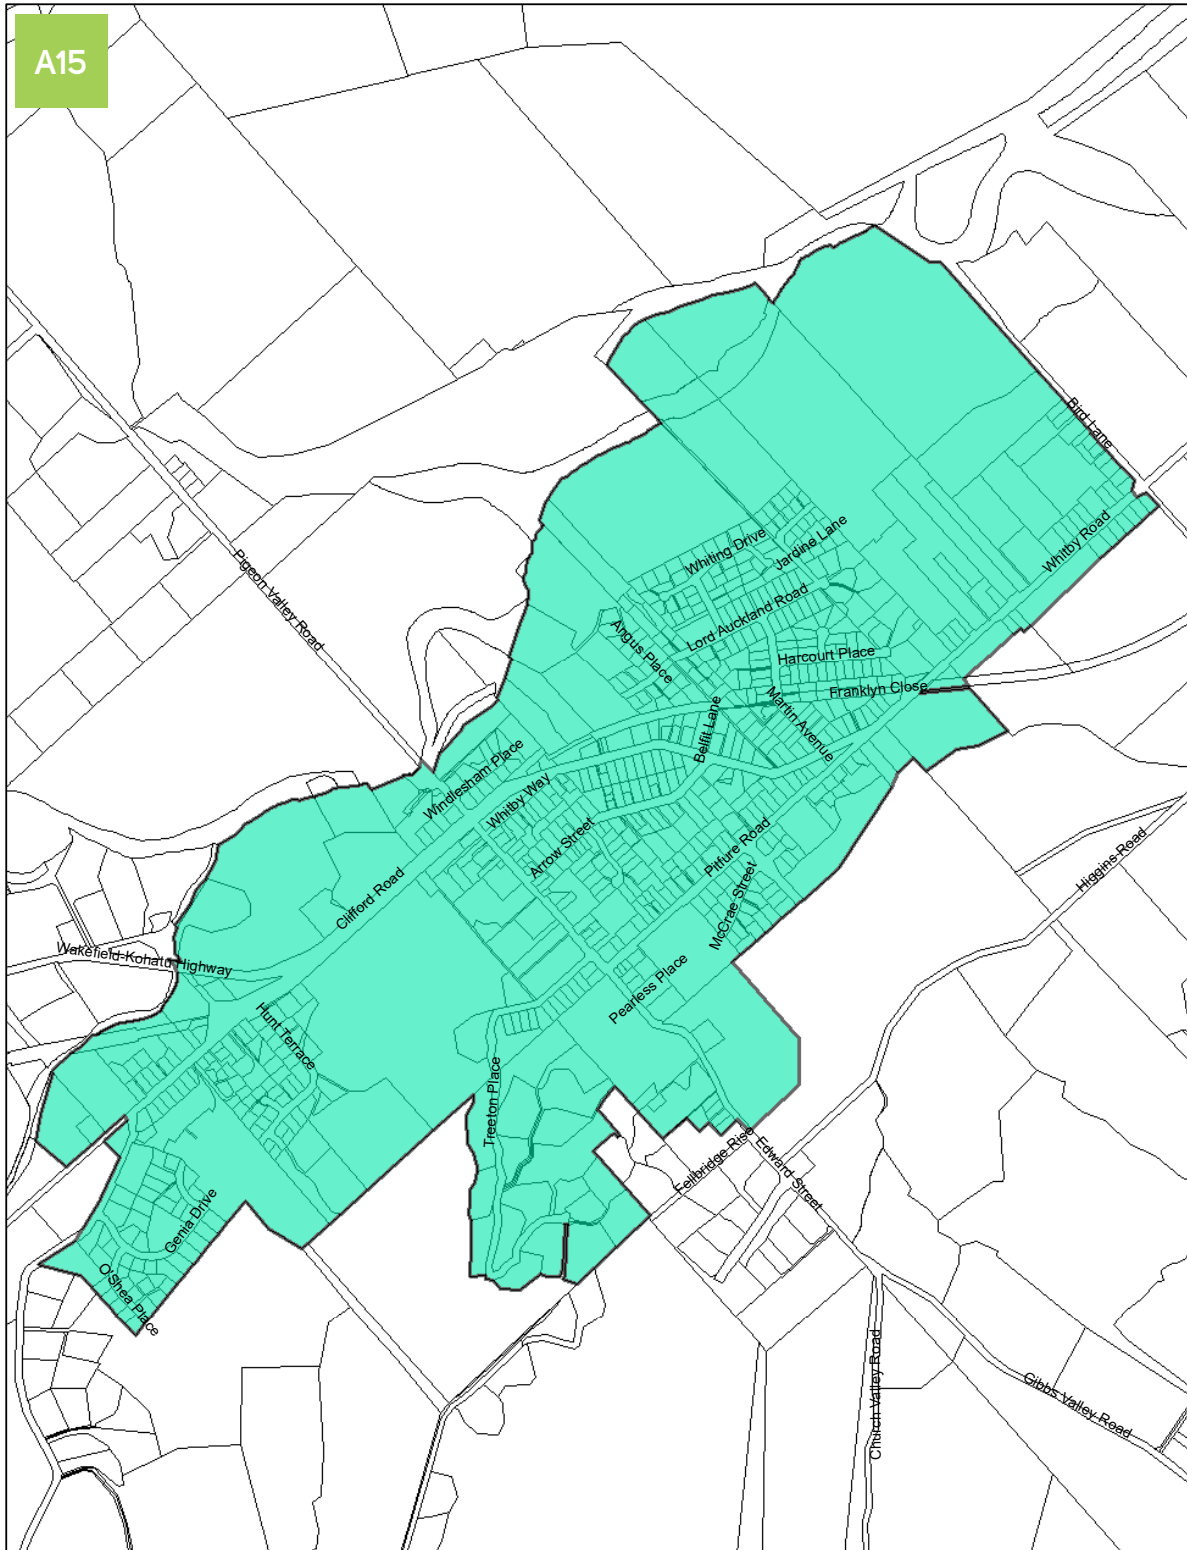 A15
Bird Lane
Whitby Road
Whiting Drive
Jardine Lane
Pigeon Valley Road
Lord Auckland Road
Angus Place
Harcourt Place
Franklyn Close
Martin Avenue
Belfit Lane
Windlesham Place
Whitby Way
Arrow Street
Pitfure Road
Higgins Road
Clifford Road
McCrae Street
Wakefield-Kohatu Highway
Pearless Place
Hunt Terrace
Treeton Place
Fellbridge Rise
Edward Street
Genia Drive
O'Shea Place
Church Valley Road
Gibbs Valley Road